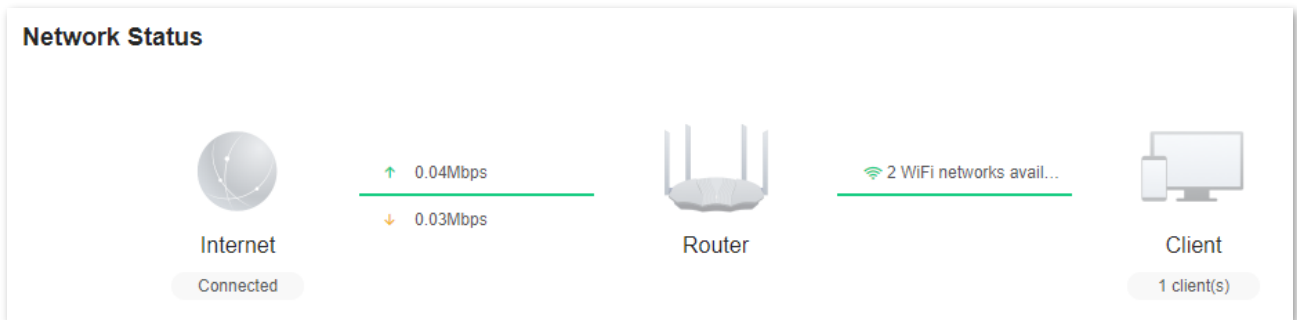 Network Status
0.04Mbps
2 WiFi networks avail...
0.03Mbps
Internet
Router
Client
Connected
1 client(s)